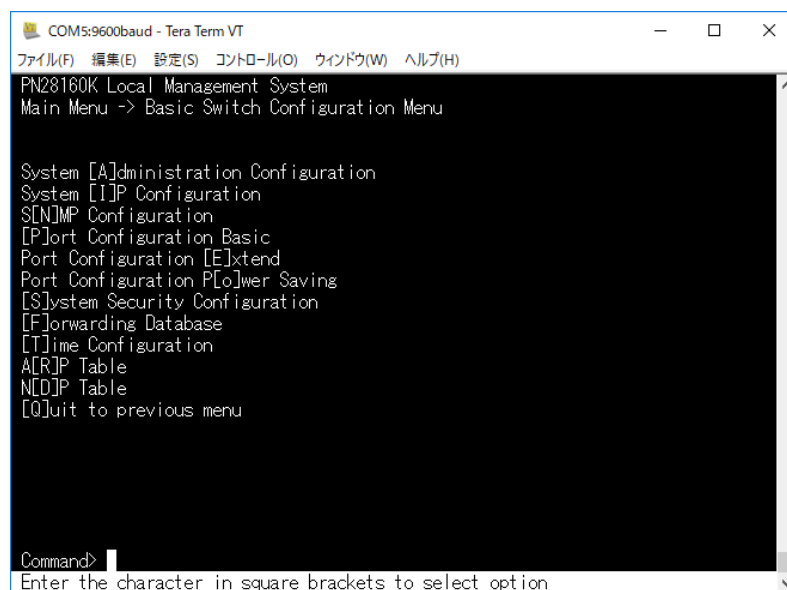 COM5:9600baud - Tera Term VT
ファイル(F) 編集(E) 設定(S) コントロール(O) ウィンドウ(W) ヘルプ(H)
PN28160K Local Management System
Main Menu -> Basic Switch Configuration Menu
System [A]dministration Configuration
System [I]P Configuration
S[N]MP Configuration
[P]ort Configuration Basic
Port Configuration [E]xtend
Port Configuration P[o]wer Saving
[S]ystem Security Configuration
[F]orwarding Database
[T]ime Configuration
A[R]P Table
N[D]P Table
[Q]uit to previous menu
Command>
Enter the character in square brackets to select option